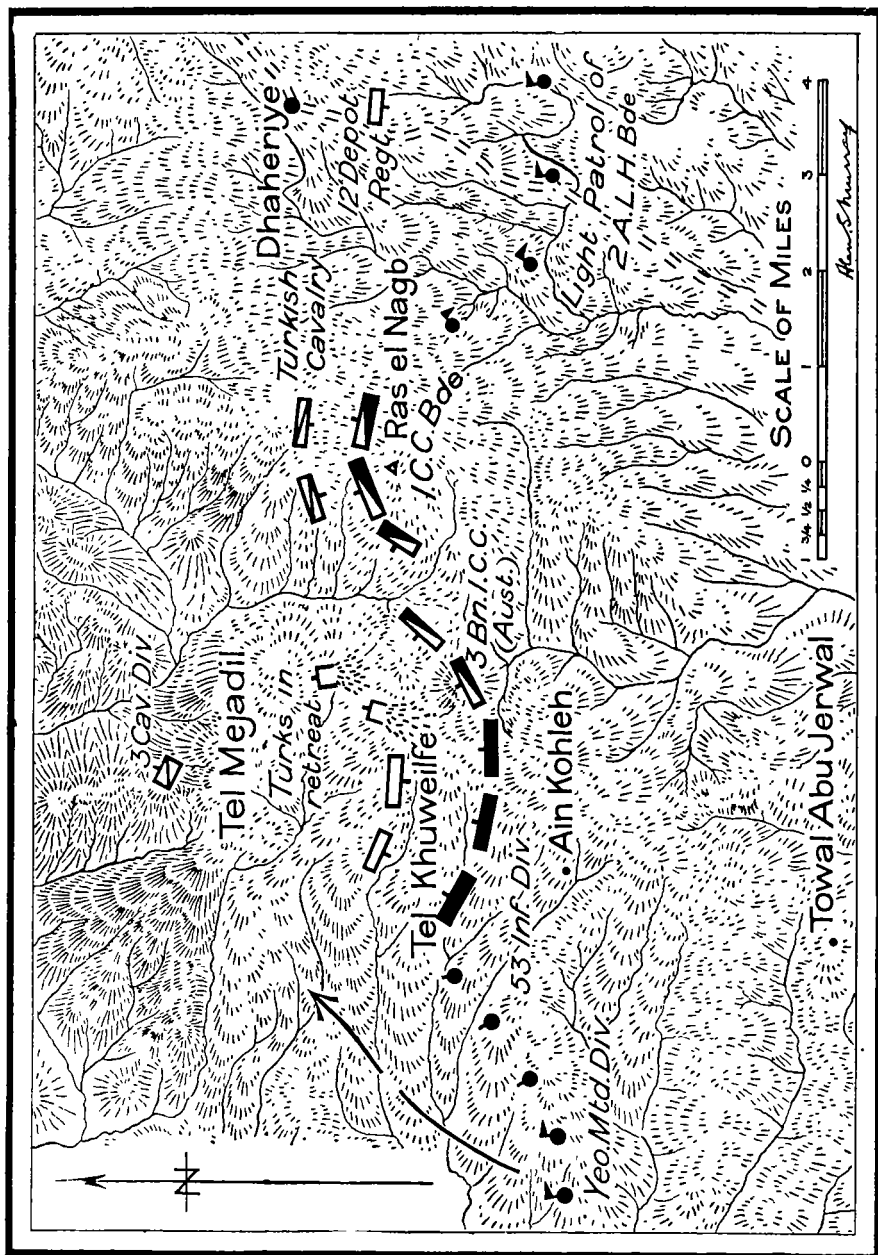 N
3 Cav. Div
Tel Mejadil
Turks in
retreat
Turkish
Cavalry
Dhaheriye
12 Depot
Regt.
Ras el Nagb
I.C.C. Bde
Tel Khuweilfe
3 Bn. I.C.C
(Aust.)
53 Inf. Div.
Ain Kohleh
Light Patrol of
2 A.L.H. Bde
Yeo. Mtd. Div.
Towal Abu Jerwal
SCALE OF MILES
1 3/4 1/2 1/4 0 1 2 3 4